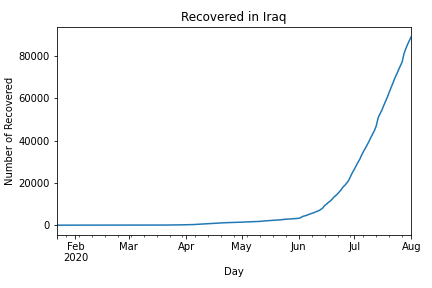 Recovered in Iraq
Number of Recovered
80000
60000
40000
20000
0
Feb Mar Apr May Jun Jul Aug
2020
Day